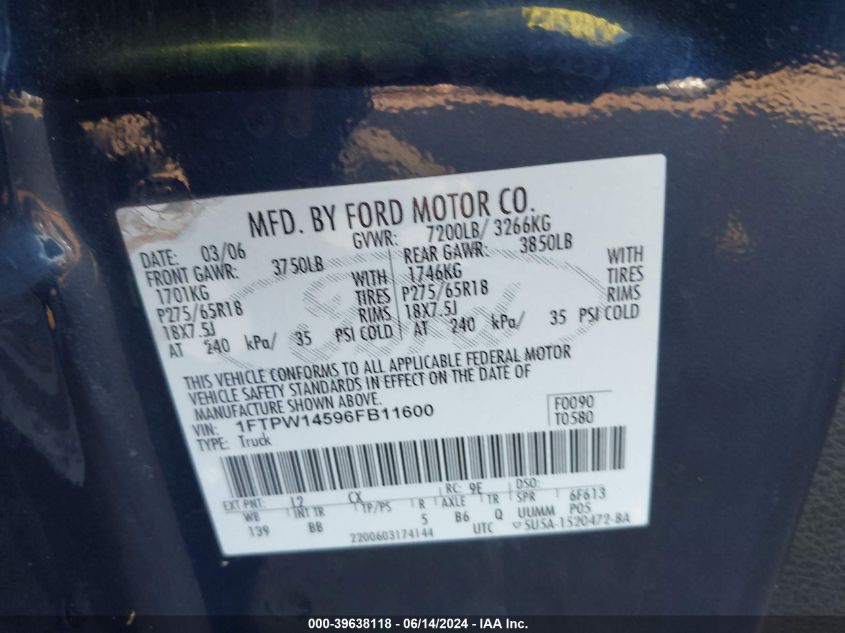 MFD. BY FORD MOTOR CO.
DATE: 03/06 GVWR: 7200LB/ 3266KG
FRONT GAWR: 3750LB REAR GAWR: 3850LB
1701KG WITH 1746KG WITH
P275/65R18 TIRES P275/65R18 TIRES
18X7.5J RIMS 18X7.5J RIMS
AT 240 kPa/ 35 PSI COLD AT 240 kPa/ 35 PSI COLD
Ford
THIS VEHICLE CONFORMS TO ALL APPLICABLE FEDERAL MOTOR
VEHICLE SAFETY STANDARDS IN EFFECT ON THE DATE OF
MANUFACTURE SHOWN ABOVE.
VIN: 1FTPW14596FB11600 F0090
TYPE: Truck T0580
EXT PNT: L2 CX RC: 9E DSO:
WB INT TR TP/PS R AXLE TR SPR 6F613
139 BB 5 B6 Q UUMM P05
2200603174144 UTC 5U5A-1520472-BA
000-39638118 - 06/14/2024 - IAA Inc.